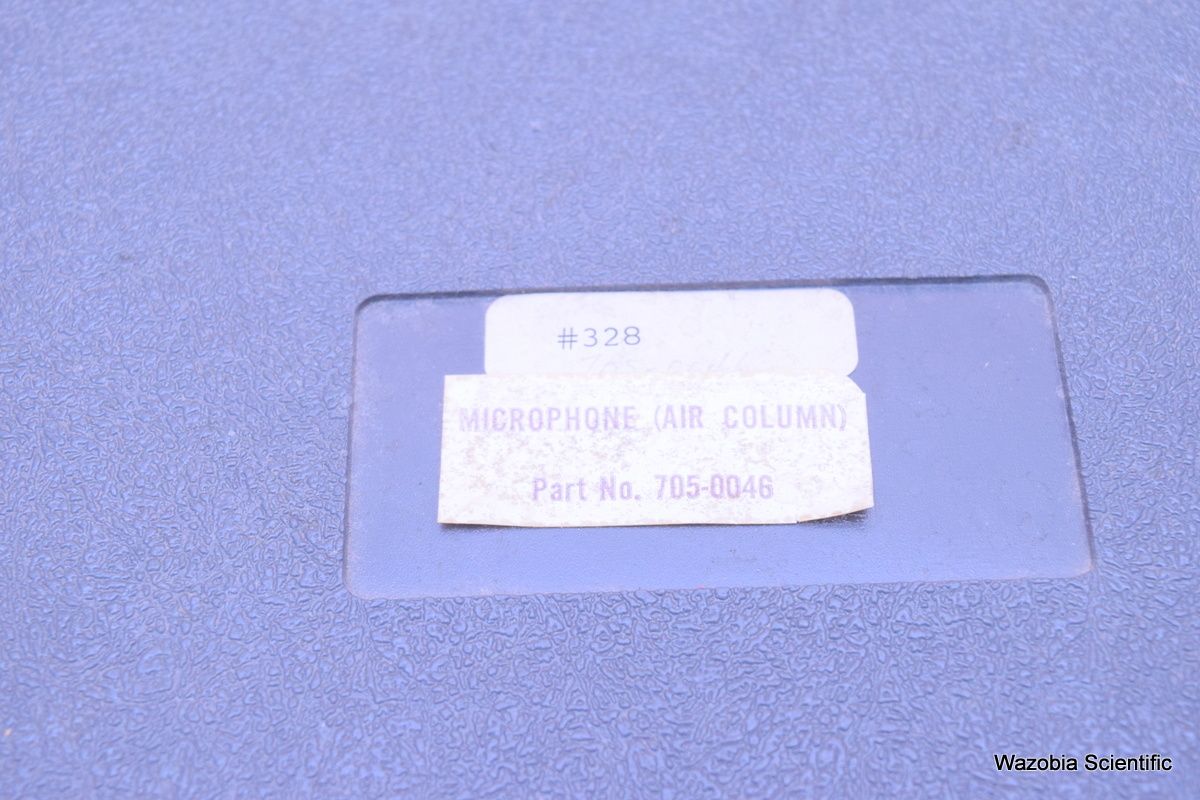 #328
MICROPHONE (AIR COLUMN)
Part No. 705-0046
Wazobia Scientific